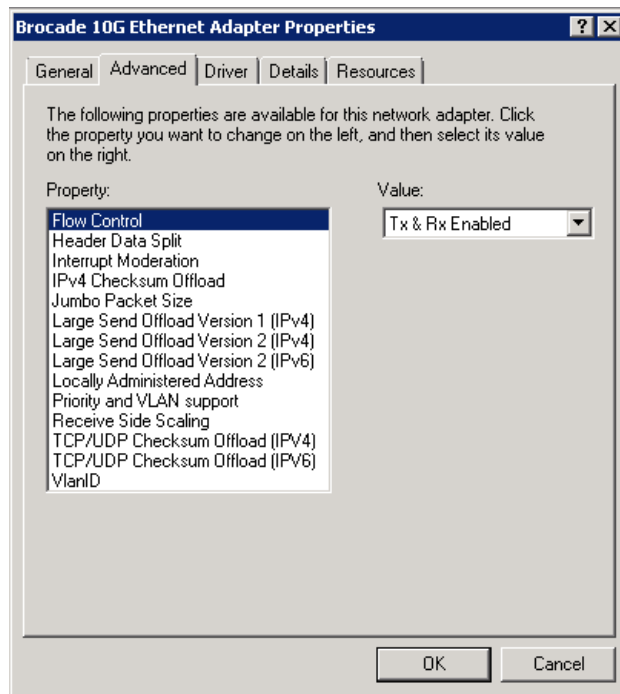 Brocade 10G Ethernet Adapter Properties
General Advanced Driver Details Resources
The following properties are available for this network adapter. Click
the property you want to change on the left, and then select its value
on the right.
Property:
Value:
Flow Control
Tx & Rx Enabled
Header Data Split
Interrupt Moderation
IPv4 Checksum Offload
Jumbo Packet Size
Large Send Offload Version 1 (IPv4)
Large Send Offload Version 2 (IPv4)
Large Send Offload Version 2 (IPv6)
Locally Administered Address
Priority and VLAN support
Receive Side Scaling
TCP/UDP Checksum Offload (IPV4)
TCP/UDP Checksum Offload (IPV6)
VlanID
OK
Cancel